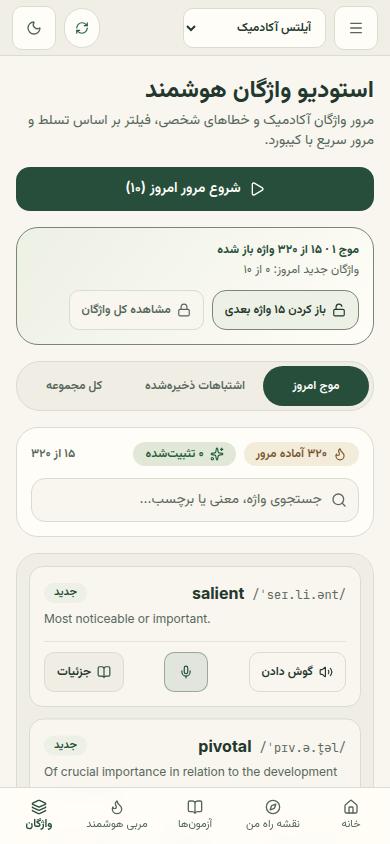 آیلتس آکادمیک
استودیو واژگان هوشمند
مرور واژگان آکادمیک و خطاهای شخصی، فیلتر بر اساس تسلط و
مرور سریع با کیبورد.
شروع مرور امروز (۱۰)
موج ۱ · ۱۵ از ۳۲۰ واژه باز شده
واژگان جدید امروز: ۰ از ۱۰
باز کردن ۱۵ واژه بعدی
مشاهده کل واژگان
موج امروز
اشتباهات ذخیره‌شده
کل مجموعه
۳۲۰ آماده مرور
۰ تثبیت‌شده
۱۵ از ۳۲۰
جستجوی واژه، معنی یا برچسب...
salient /ˈseɪ.li.ənt/
جدید
Most noticeable or important.
گوش دادن
جزئیات
pivotal /ˈpɪv.ə.t̬əl/
جدید
Of crucial importance in relation to the development
خانه
نقشه راه من
آزمون‌ها
مربی هوشمند
واژگان